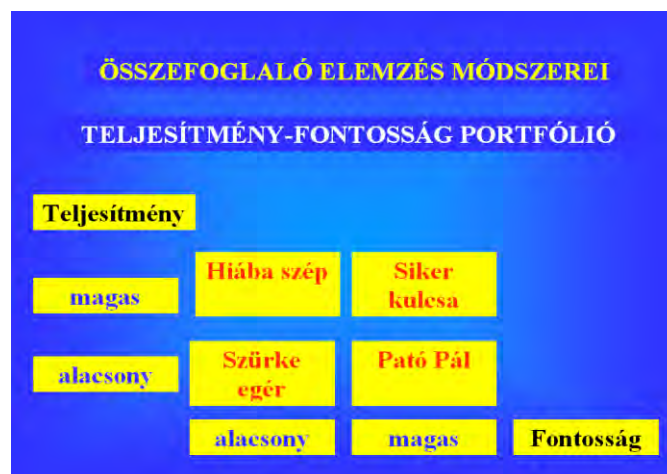 ÖSSZEFOGLALÓ ELEMZÉS MÓDSZEREI
TELJESÍTMÉNY-FONTOSSÁG PORTFÓLIÓ
Teljesítmény
magas
Hiába szép
Siker
kulcsa
alacsony
Szürke
egér
Pató Pál
alacsony
magas
Fontosság